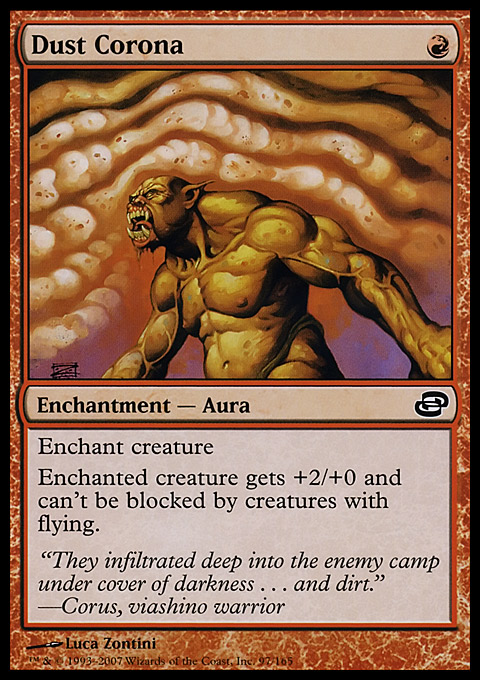 Dust Corona
Enchantment — Aura
Enchant creature
Enchanted creature gets +2/+0 and
can't be blocked by creatures with
flying.
"They infiltrated deep into the enemy camp
under cover of darkness . . . and dirt."
—Corus, viashino warrior
Luca Zontini
™ & © 1993–2007 Wizards of the Coast, Inc. 97/165